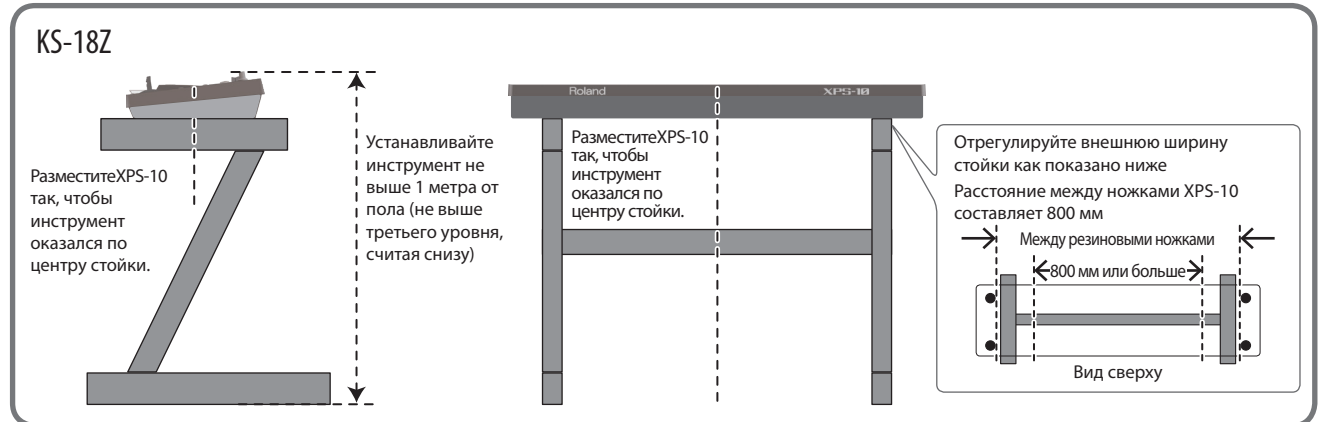 KS-18Z
РазместитеXPS-10
так, чтобы
инструмент
оказался по
центру стойки.
Устанавливайте
инструмент не
выше 1 метра от
пола (не выше
третьего уровня,
считая снизу)
Roland
XPS-10
РазместитеXPS-10
так, чтобы
инструмент
оказался по
центру стойки.
Отрегулируйте внешнюю ширину
стойки как показано ниже
Расстояние между ножками XPS-10
составляет 800 мм
Между резиновыми ножками
800 мм или больше
Вид сверху